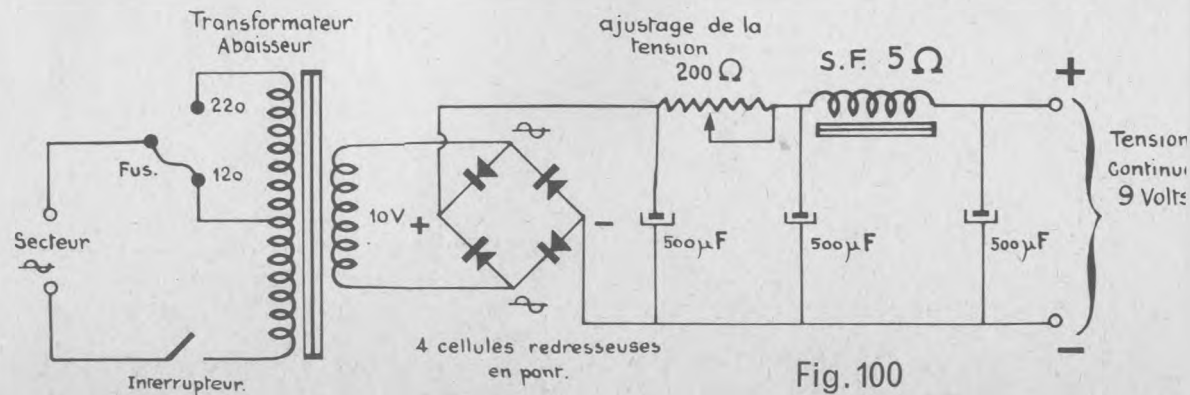 Transformateur
Abaisseur
220
Fus.
120
Secteur
Interrupteur.
10V
+
-
4 cellules redresseuses
en pont.
ajustage de la
tension
200 Ω
S.F. 5 Ω
500µF
500µF
500µF
+
-
Tension
Continu
9 Volts
Fig. 100